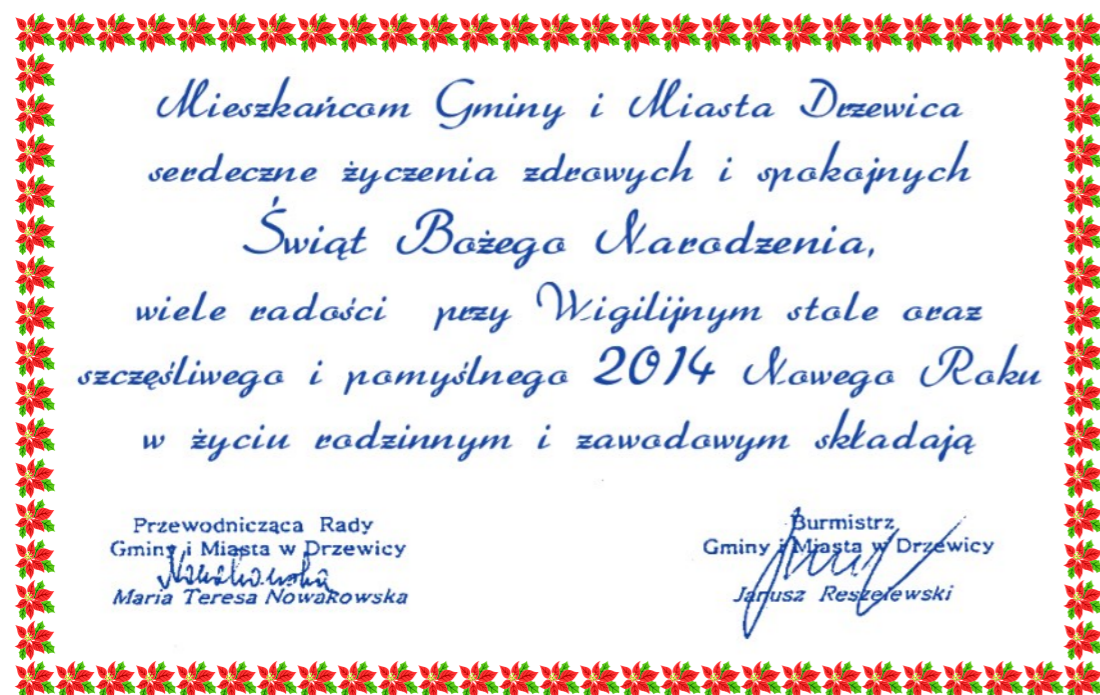 Mieszkańcom Gminy i Miasta Drzewica
serdeczne życzenia zdrowych i spokojnych
Świąt Bożego Narodzenia,
wiele radości przy Wigilijnym stole oraz
szczęśliwego i pomyślnego 2014 Nowego Roku
w życiu rodzinnym i zawodowym składają
Przewodnicząca Rady
Gminy i Miasta w Drzewicy
Nowakowska
Maria Teresa Nowakowska
Burmistrz
Gminy i Miasta w Drzewicy
Janusz Reszelewski